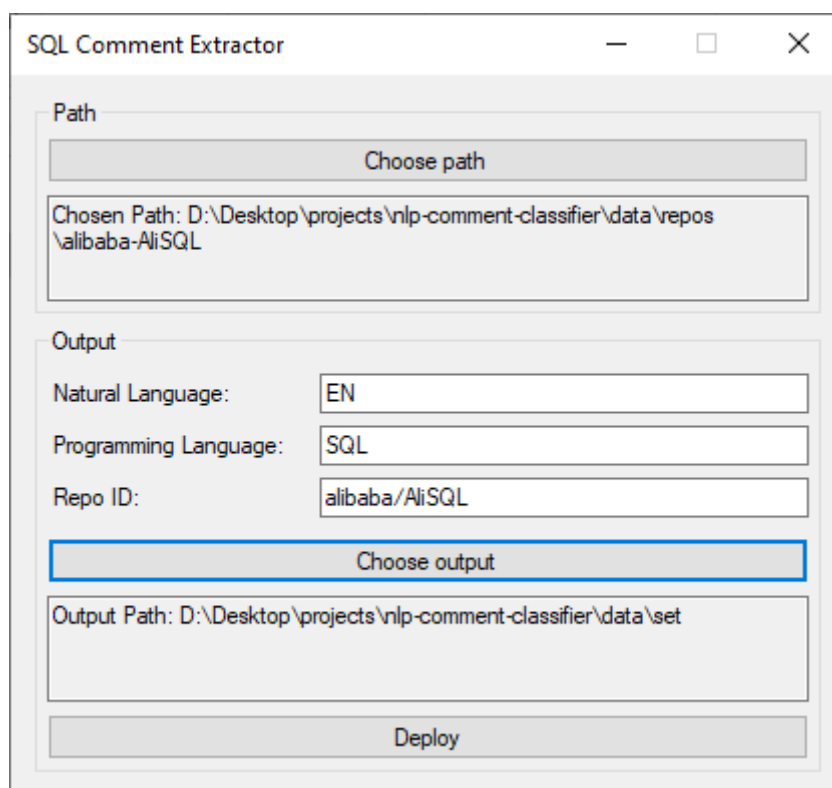 SQL Comment Extractor
Path
Choose path
Chosen Path: D:\Desktop\projects\nlp-comment-classifier\data\repos
\alibaba-AliSQL
Output
Natural Language: EN
Programming Language: SQL
Repo ID: alibaba/AliSQL
Choose output
Output Path: D:\Desktop\projects\nlp-comment-classifier\data\set
Deploy